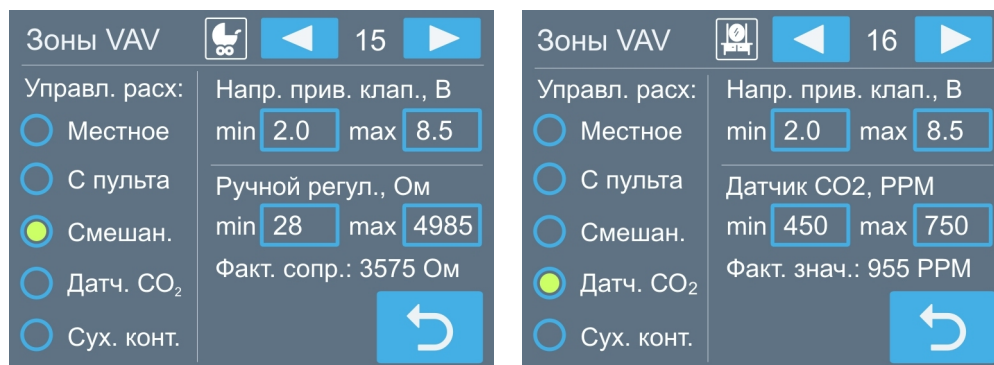 Зоны VAV 15
Управл. расх:
Местное
С пульта
Смешан.
Датч. CO₂
Сух. конт.
Напр. прив. клап., В
min 2.0 max 8.5
Ручной регул., Ом
min 28 max 4985
Факт. сопр.: 3575 Ом
Зоны VAV 16
Управл. расх:
Местное
С пульта
Смешан.
Датч. CO₂
Сух. конт.
Напр. прив. клап., В
min 2.0 max 8.5
Датчик CO2, PPM
min 450 max 750
Факт. знач.: 955 PPM